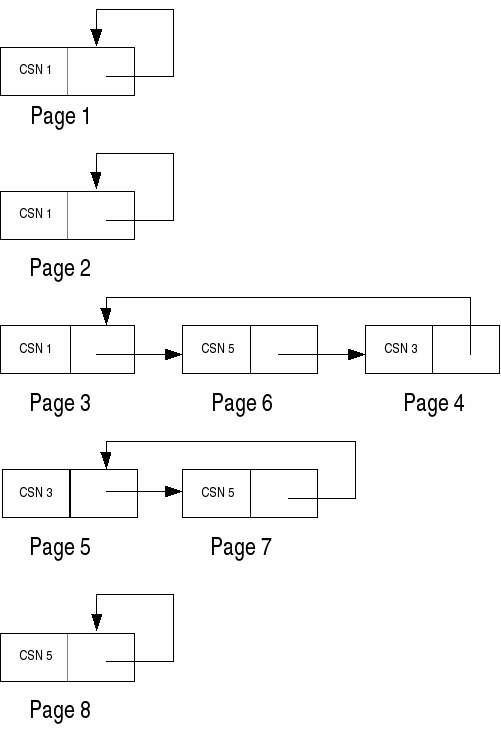 CSN 1
Page 1
CSN 1
Page 2
CSN 1 CSN 5 CSN 3
Page 3 Page 6 Page 4
CSN 3 CSN 5
Page 5 Page 7
CSN 5
Page 8